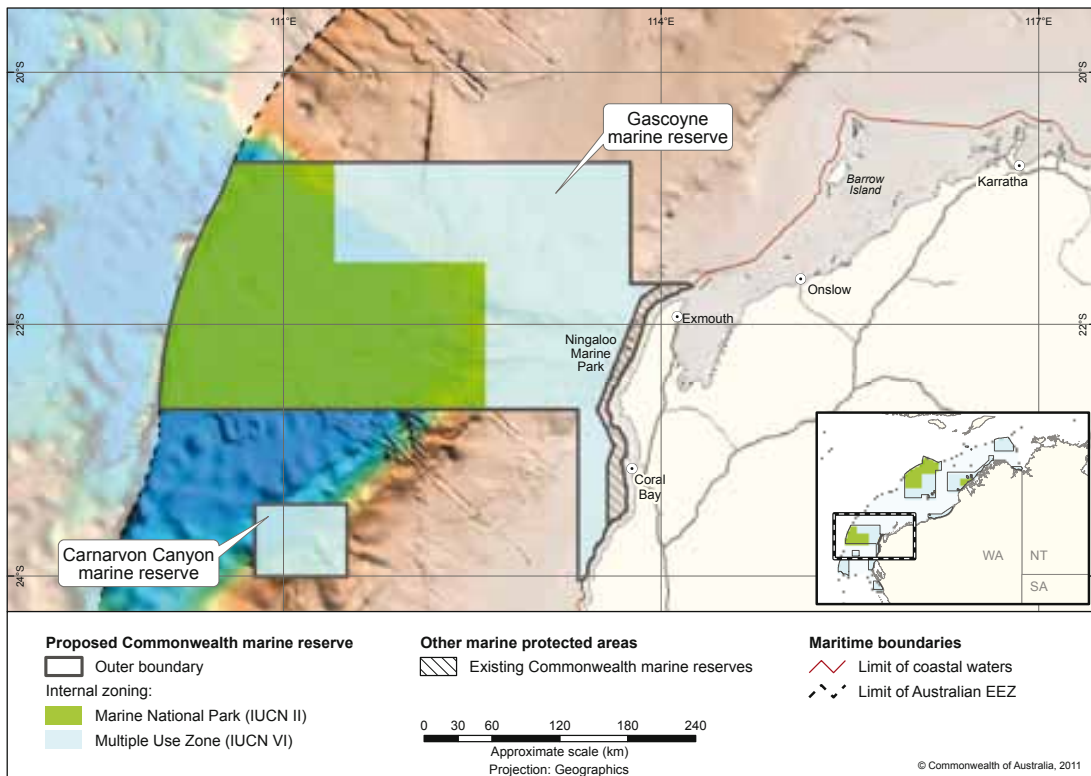 111°E
114°E
117°E
20°S
20°S
Gascoyne
marine reserve
Barrow
Island
Karratha
Onslow
22°S
Exmouth
22°S
Ningaloo
Marine
Park
Coral
Bay
Carnarvon Canyon
marine reserve
24°S
WA
NT
SA
Proposed Commonwealth marine reserve
Outer boundary
Internal zoning:
Marine National Park (IUCN II)
Multiple Use Zone (IUCN VI)
Other marine protected areas
Existing Commonwealth marine reserves
0 30 60 120 180 240
Approximate scale (km)
Projection: Geographics
Maritime boundaries
Limit of coastal waters
Limit of Australian EEZ
© Commonwealth of Australia, 2011